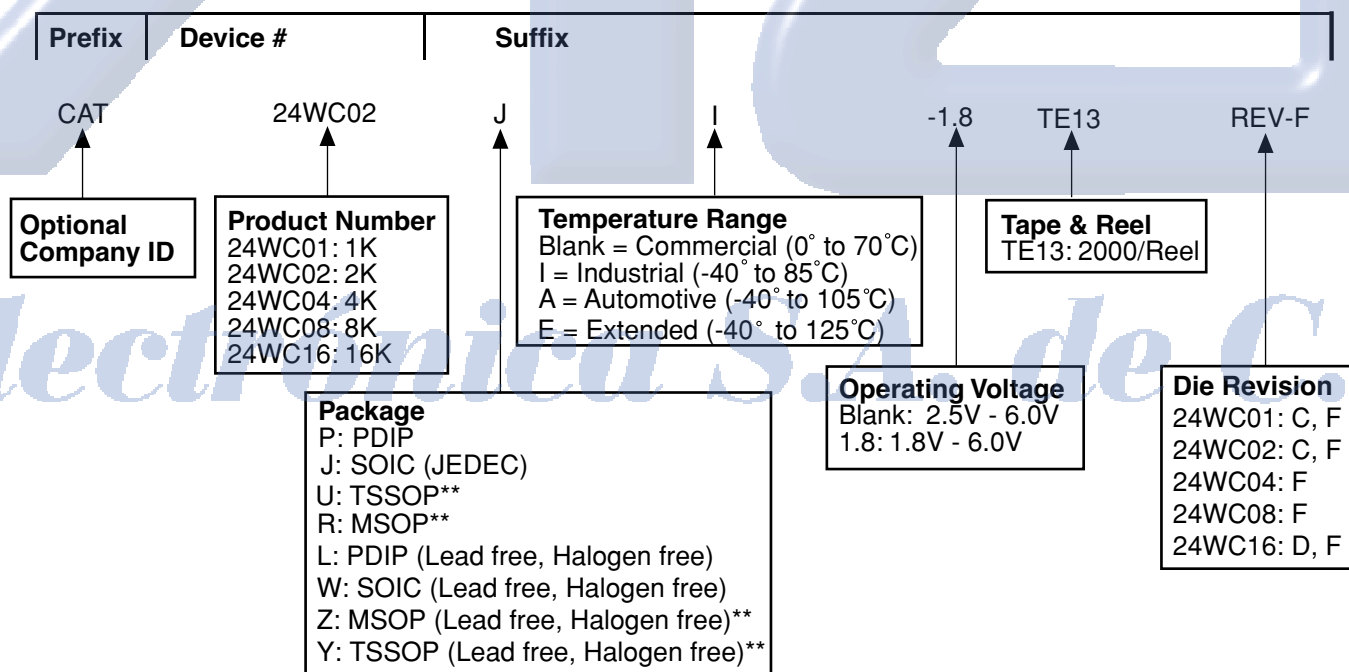 Prefix Device # Suffix
CAT 24WC02 J I -1.8 TE13 REV-F
Optional
Company ID
Product Number
24WC01: 1K
24WC02: 2K
24WC04: 4K
24WC08: 8K
24WC16: 16K
Temperature Range
Blank = Commercial (0˚ to 70˚C)
I = Industrial (-40˚ to 85˚C)
A = Automotive (-40˚ to 105˚C)
E = Extended (-40˚ to 125˚C)
Tape & Reel
TE13: 2000/Reel
Package
P: PDIP
J: SOIC (JEDEC)
U: TSSOP**
R: MSOP**
L: PDIP (Lead free, Halogen free)
W: SOIC (Lead free, Halogen free)
Z: MSOP (Lead free, Halogen free)**
Y: TSSOP (Lead free, Halogen free)**
Operating Voltage
Blank: 2.5V - 6.0V
1.8: 1.8V - 6.0V
Die Revision
24WC01: C, F
24WC02: C, F
24WC04: F
24WC08: F
24WC16: D, F
lectrónica S.A. de C.